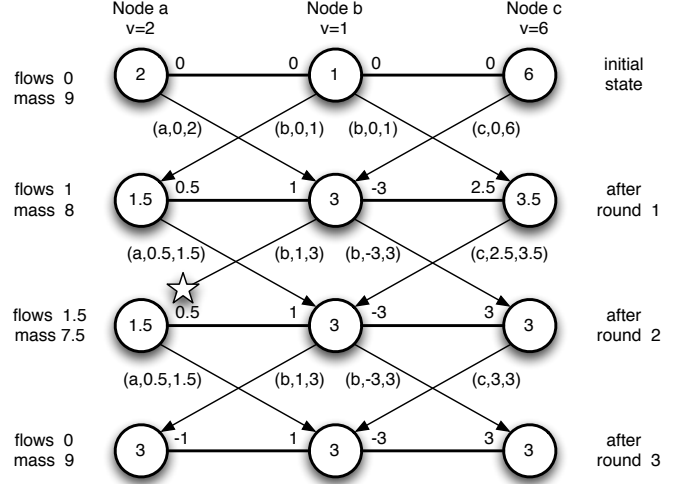 Node a Node b Node c
v=2 v=1 v=6
flows 0 2 0 0 1 0 0 6 initial
mass 9 state
(a,0,2) (b,0,1) (b,0,1) (c,0,6)
flows 1 1.5 0.5 1 3 -3 2.5 3.5 after
mass 8 round 1
(a,0.5,1.5) (b,1,3) (b,-3,3) (c,2.5,3.5)
flows 1.5 1.5 0.5 1 3 -3 3 3 after
mass 7.5 round 2
(a,0.5,1.5) (b,1,3) (b,-3,3) (c,3,3)
flows 0 3 -1 1 3 -3 3 3 after
mass 9 round 3